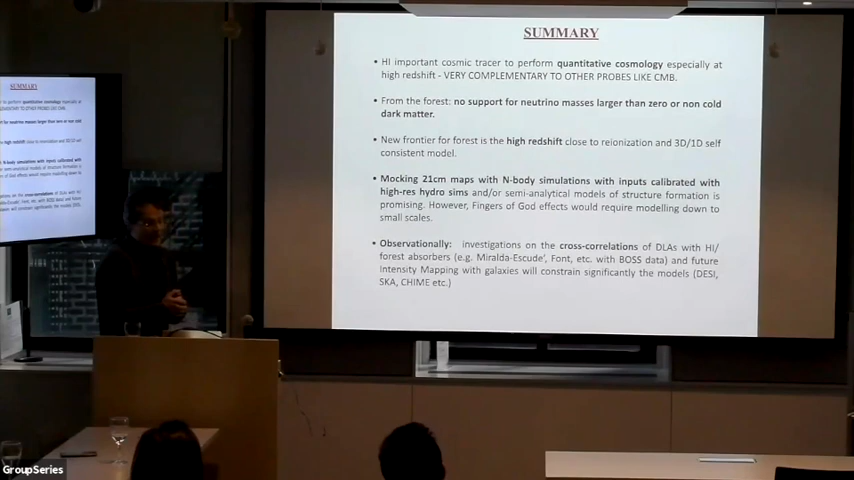 SUMMARY
• HI important cosmic tracer to perform quantitative cosmology especially at
high redshift - VERY COMPLEMENTARY TO OTHER PROBES LIKE CMB.
• From the forest: no support for neutrino masses larger than zero or non cold
dark matter.
• New frontier for forest is the high redshift close to reionization and 3D/1D self
consistent model.
• Mocking 21cm maps with N-body simulations with inputs calibrated with
high-res hydro sims and/or semi-analytical models of structure formation is
promising. However, Fingers of God effects would require modelling down to
small scales.
• Observationally: investigations on the cross-correlations of DLAs with HI/
forest absorbers (e.g. Miralda-Escude', Font, etc. with BOSS data) and future
Intensity Mapping with galaxies will constrain significantly the models (DESI,
SKA, CHIME etc.)
SUMMARY
GroupSeries